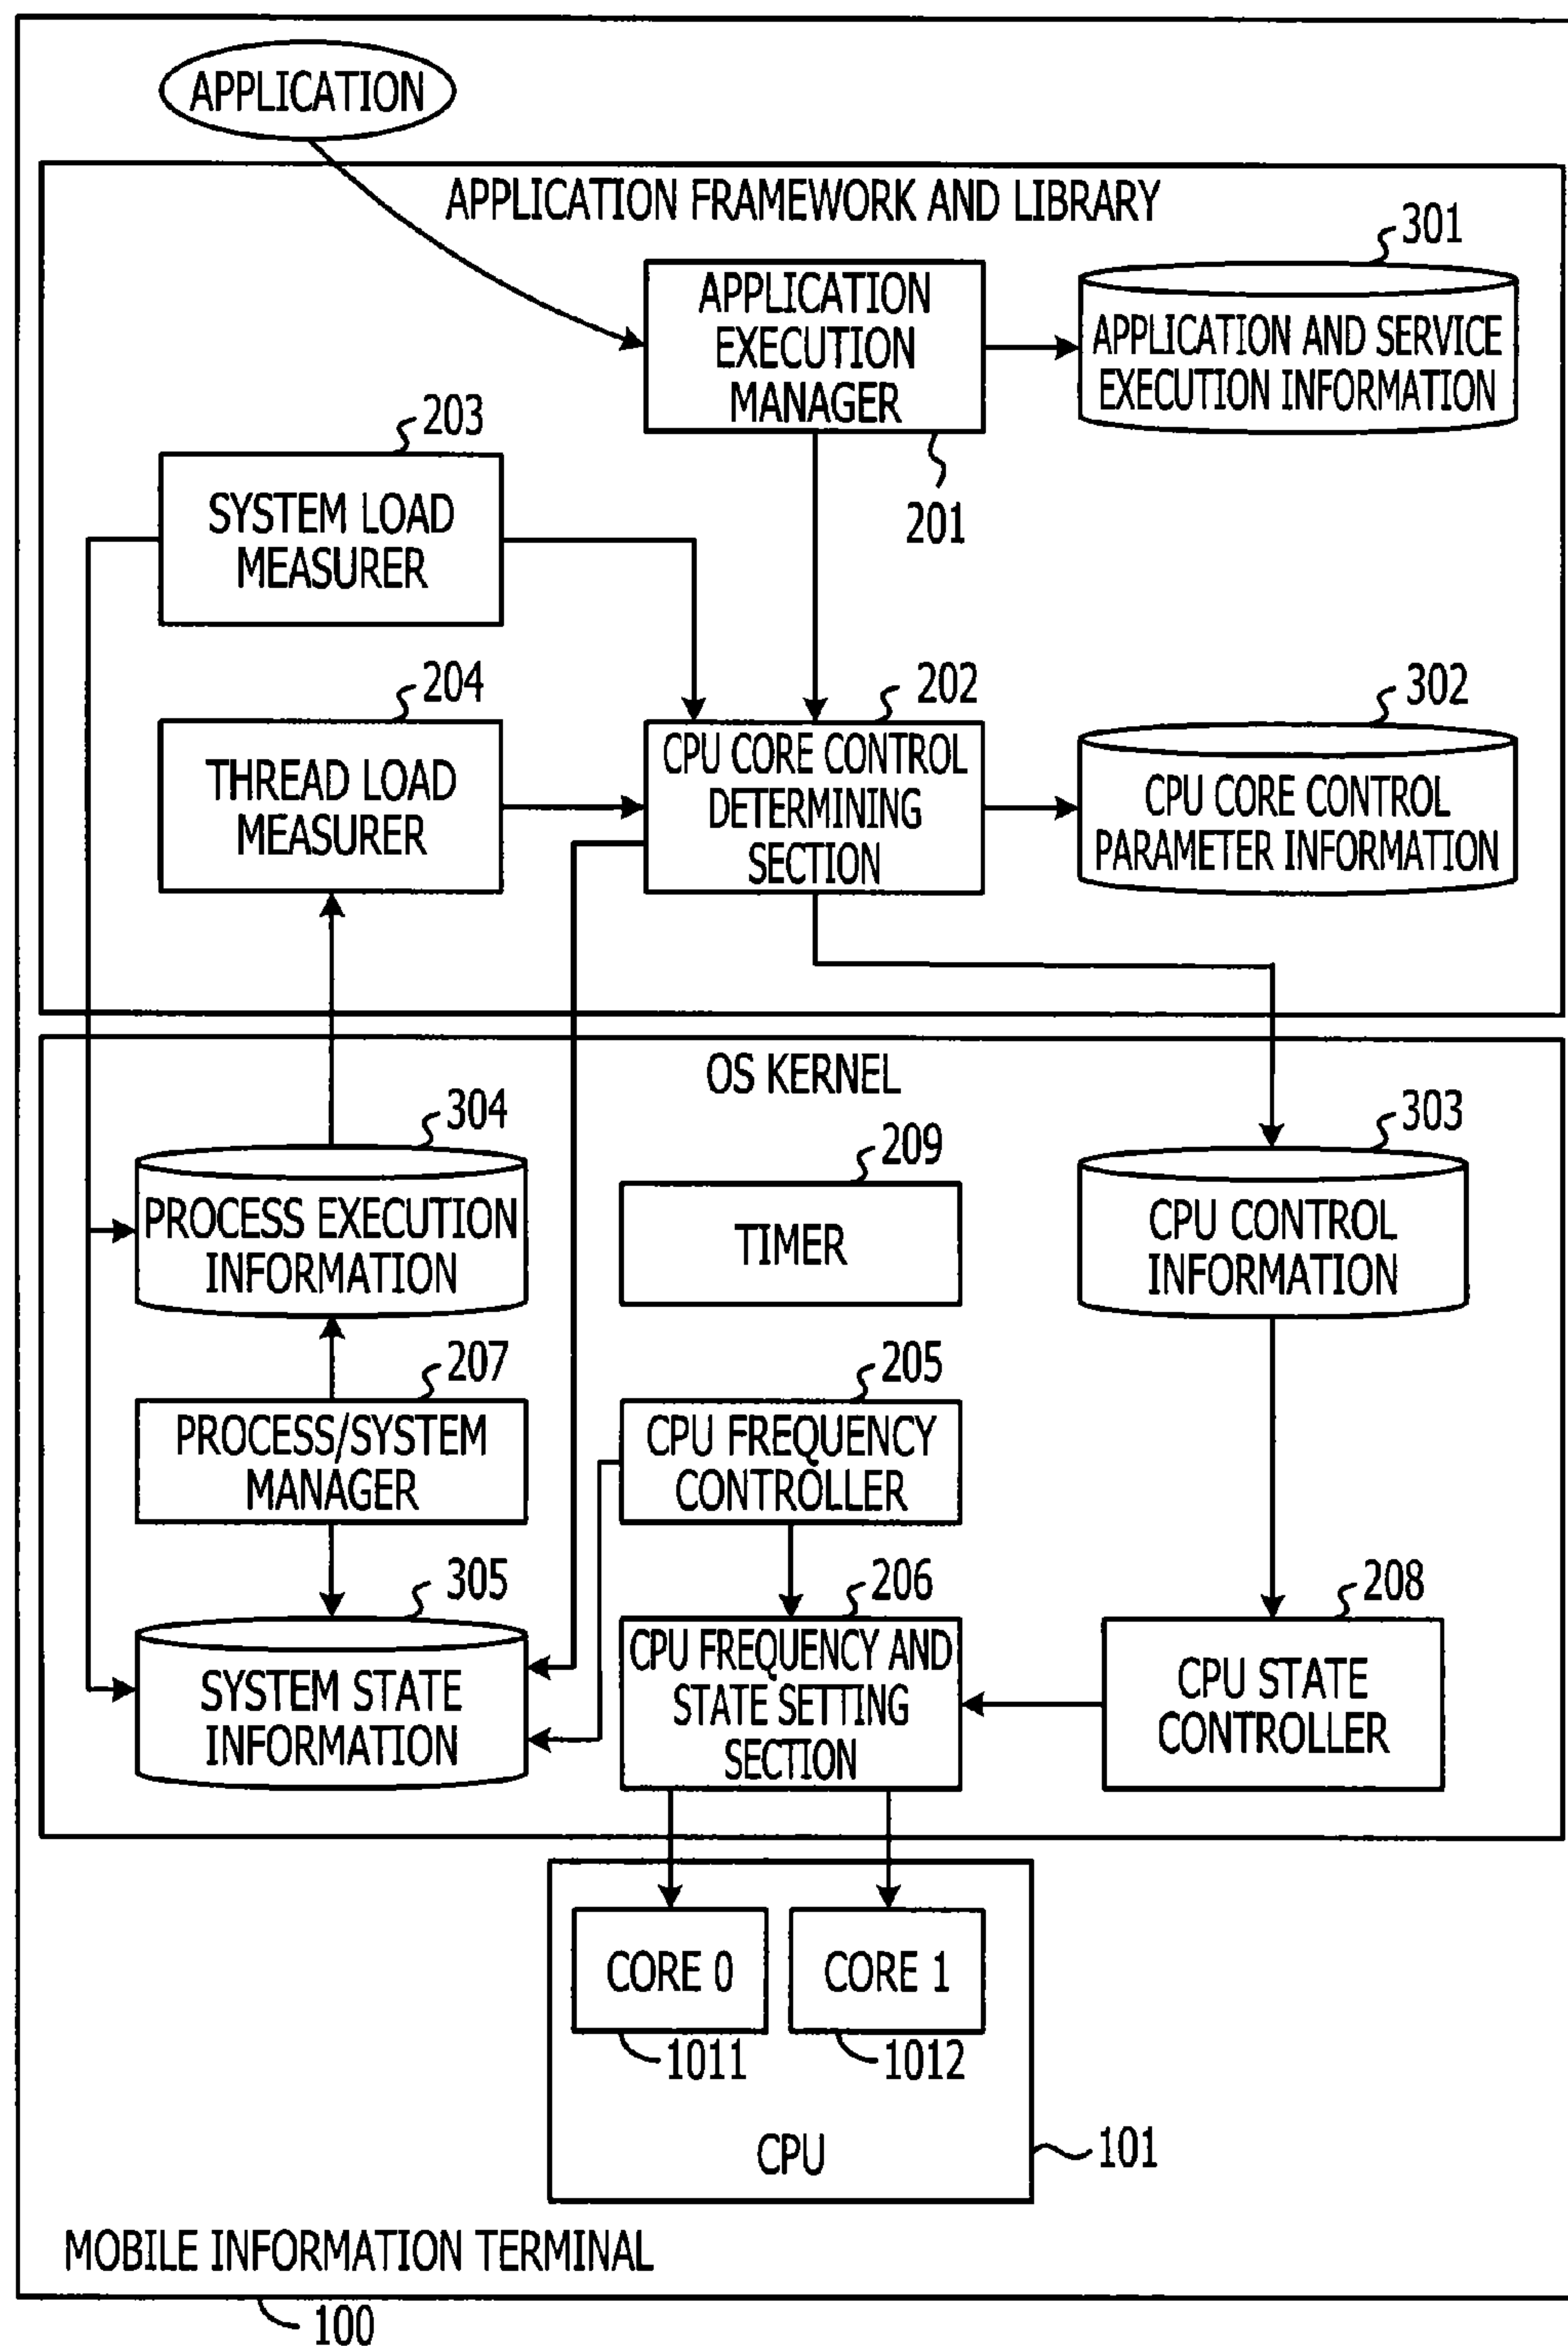 APPLICATION
APPLICATION FRAMEWORK AND LIBRARY
301
APPLICATION
EXECUTION
MANAGER
APPLICATION AND SERVICE
EXECUTION INFORMATION
201
203
SYSTEM LOAD
MEASURER
204
THREAD LOAD
MEASURER
202
CPU CORE CONTROL
DETERMINING
SECTION
302
CPU CORE CONTROL
PARAMETER INFORMATION
OS KERNEL
304
PROCESS EXECUTION
INFORMATION
209
TIMER
303
CPU CONTROL
INFORMATION
207
PROCESS/SYSTEM
MANAGER
205
CPU FREQUENCY
CONTROLLER
305
SYSTEM STATE
INFORMATION
206
CPU FREQUENCY AND
STATE SETTING
SECTION
208
CPU STATE
CONTROLLER
CORE 0
CORE 1
1011
1012
CPU
101
MOBILE INFORMATION TERMINAL
100